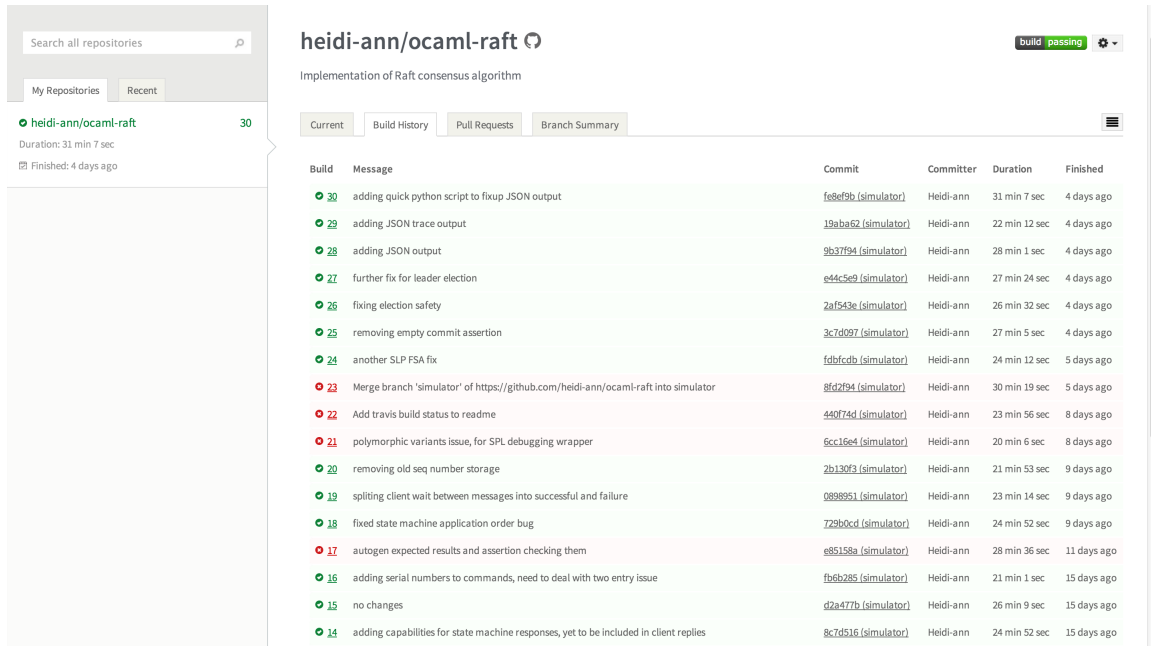 Search all repositories
My Repositories Recent
heidi-ann/ocaml-raft 30
Duration: 31 min 7 sec
Finished: 4 days ago
heidi-ann/ocaml-raft
build passing
Implementation of Raft consensus algorithm
Current Build History Pull Requests Branch Summary
Build Message Commit Committer Duration Finished
30 adding quick python script to fixup JSON output fe8ef9b (simulator) Heidi-ann 31 min 7 sec 4 days ago
29 adding JSON trace output 19aba62 (simulator) Heidi-ann 22 min 12 sec 4 days ago
28 adding JSON output 9b37f94 (simulator) Heidi-ann 28 min 1 sec 4 days ago
27 further fix for leader election e44c5e9 (simulator) Heidi-ann 27 min 24 sec 4 days ago
26 fixing election safety 2af543e (simulator) Heidi-ann 26 min 32 sec 4 days ago
25 removing empty commit assertion 3c7d097 (simulator) Heidi-ann 27 min 5 sec 4 days ago
24 another SLP FSA fix fdbfcdb (simulator) Heidi-ann 24 min 12 sec 5 days ago
23 Merge branch 'simulator' of https://github.com/heidi-ann/ocaml-raft into simulator 8fd2f94 (simulator) Heidi-ann 30 min 19 sec 5 days ago
22 Add travis build status to readme 440f74d (simulator) Heidi-ann 23 min 56 sec 8 days ago
21 polymorphic variants issue, for SPL debugging wrapper 6cc16e4 (simulator) Heidi-ann 20 min 6 sec 8 days ago
20 removing old seq number storage 2b130f3 (simulator) Heidi-ann 21 min 53 sec 9 days ago
19 spliting client wait between messages into successful and failure 0898951 (simulator) Heidi-ann 23 min 14 sec 9 days ago
18 fixed state machine application order bug 729b0cd (simulator) Heidi-ann 24 min 52 sec 9 days ago
17 autogen expected results and assertion checking them e85158a (simulator) Heidi-ann 28 min 36 sec 11 days ago
16 adding serial numbers to commands, need to deal with two entry issue fb6b285 (simulator) Heidi-ann 21 min 1 sec 15 days ago
15 no changes d2a477b (simulator) Heidi-ann 26 min 9 sec 15 days ago
14 adding capabilities for state machine responses, yet to be included in client replies 8c7d516 (simulator) Heidi-ann 24 min 52 sec 15 days ago